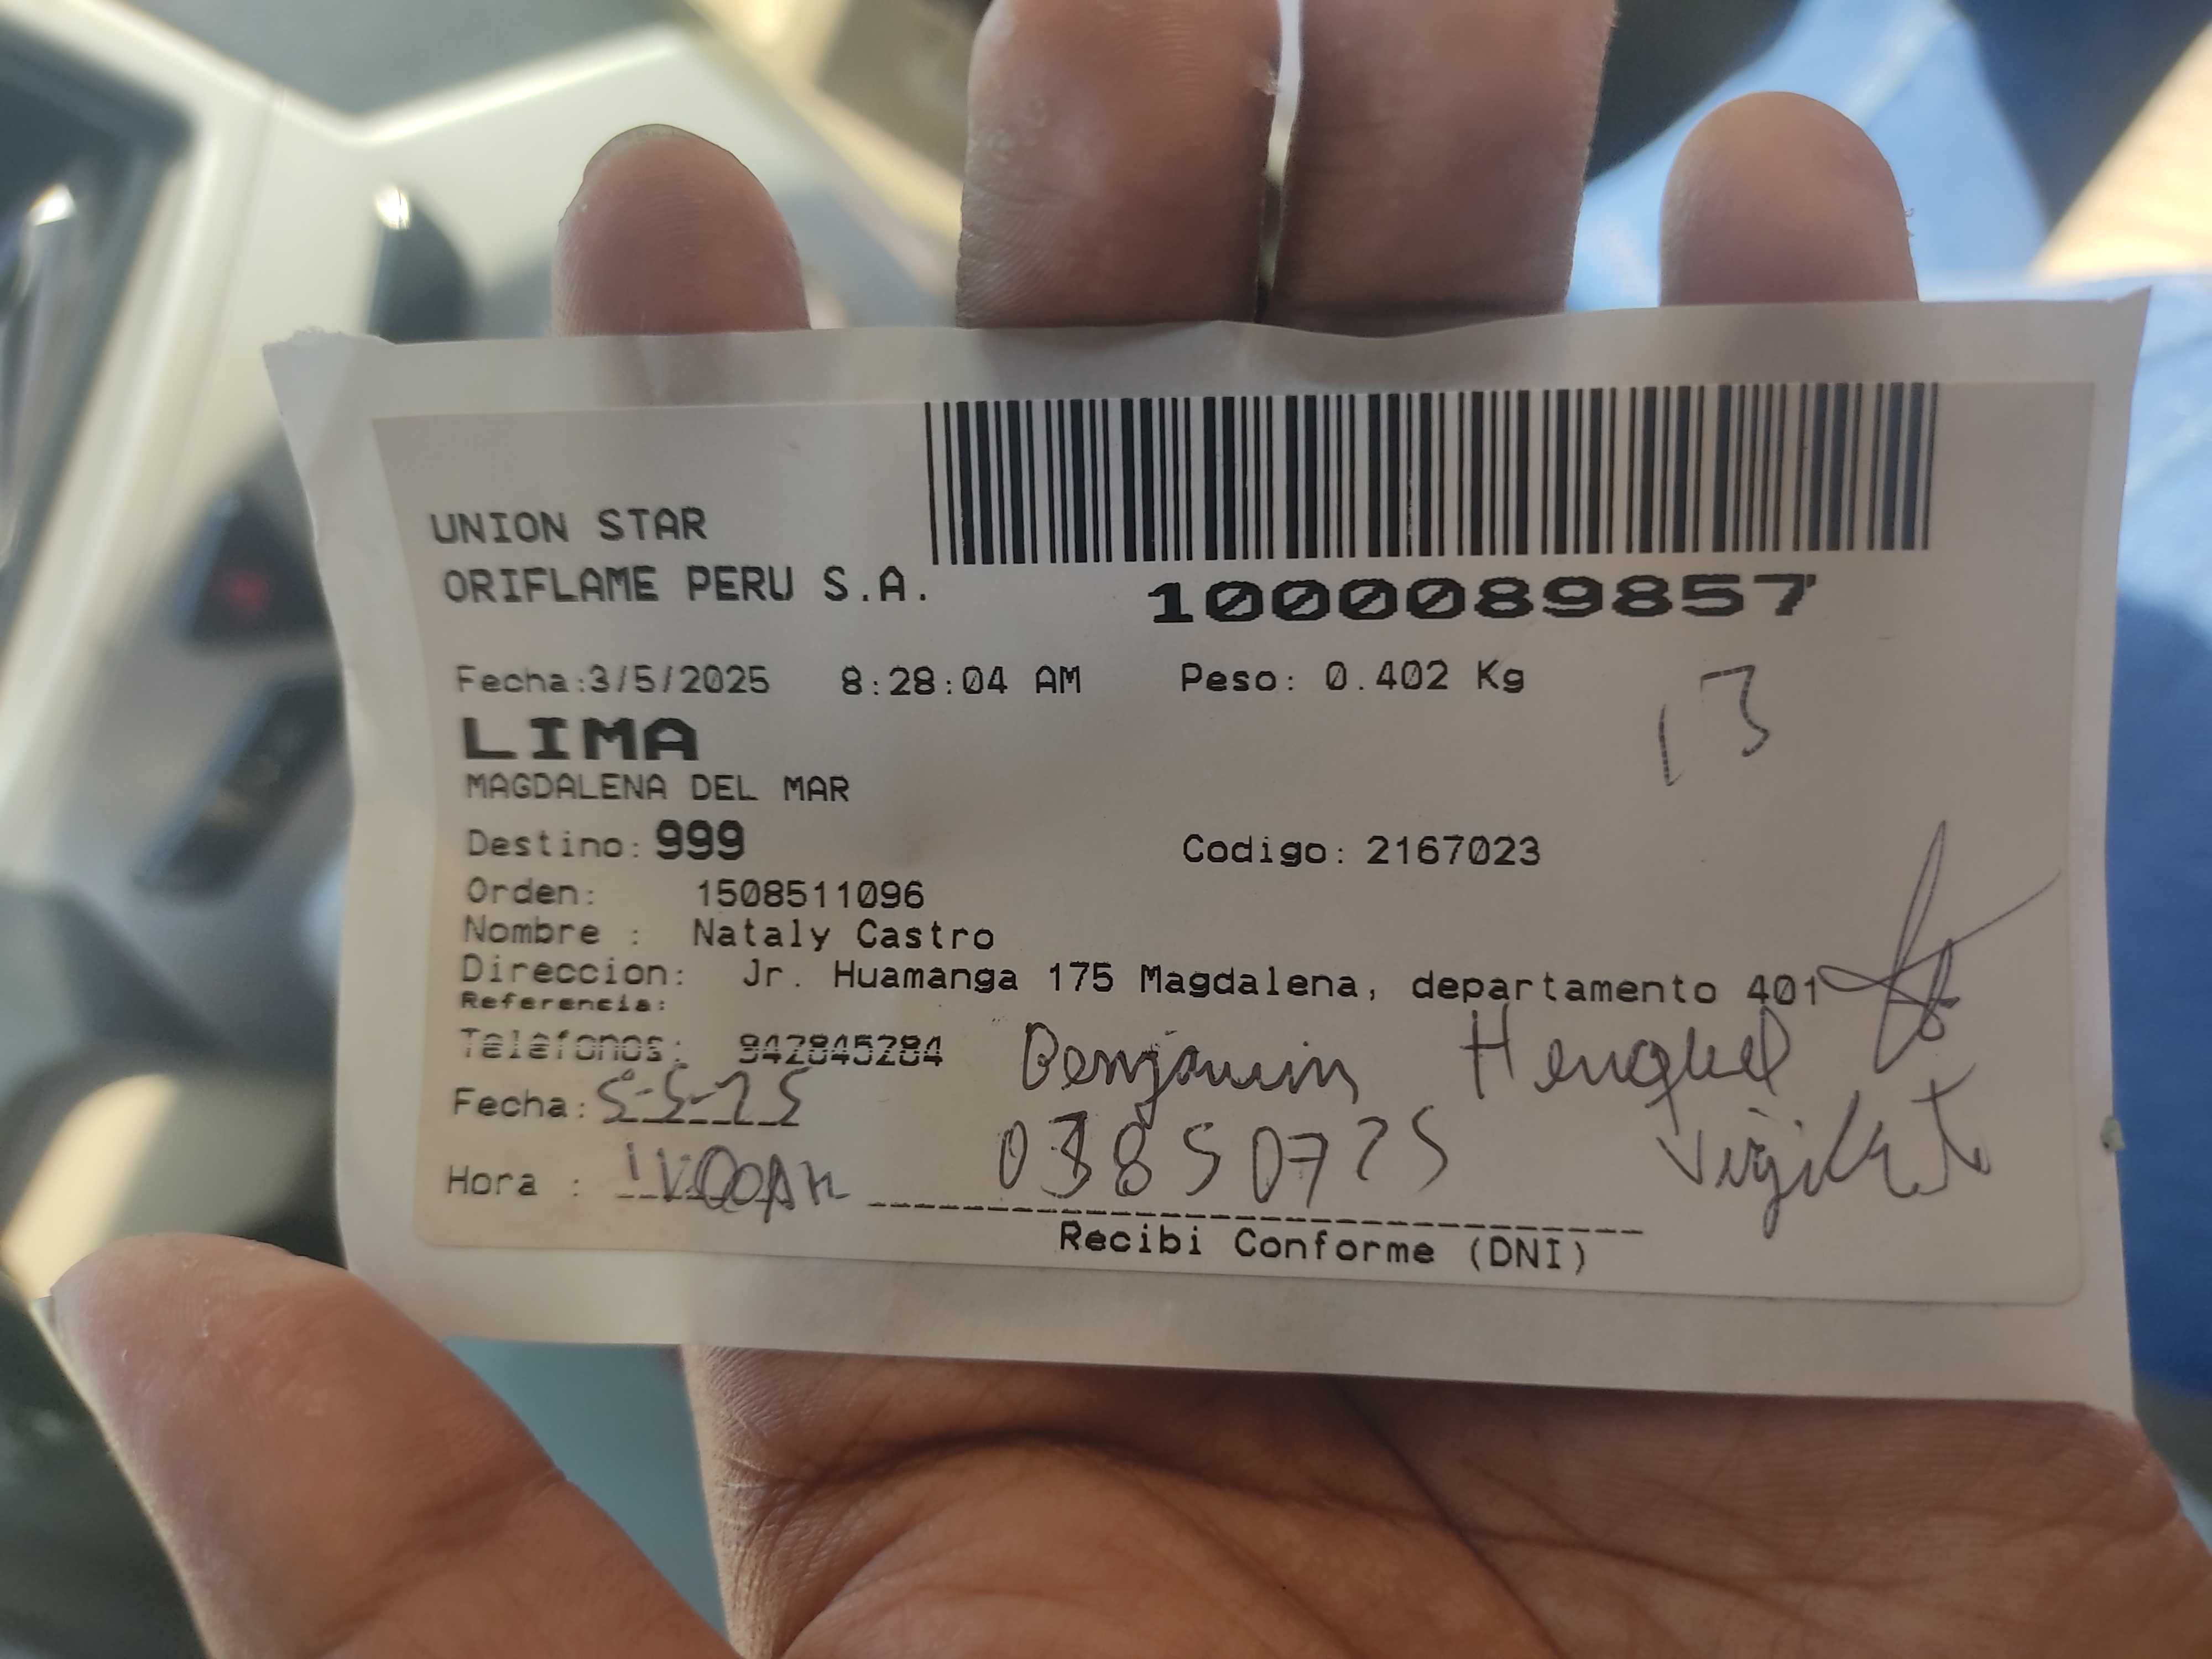 UNION STAR
ORIFLAME PERU S.A.
1000089857
Fecha:3/5/2025 8:28:04 AM Peso: 0.402 Kg
13
LIMA
MAGDALENA DEL MAR
Destino: 999 Codigo: 2167023
Orden: 1508511096
Nombre : Nataly Castro
Direccion: Jr. Huamanga 175 Magdalena, departamento 401
Referencia:
Telefonos: 942845284 Benjamin
Fecha: 5-5-25
Hora :
Recibi Conforme (DNI)